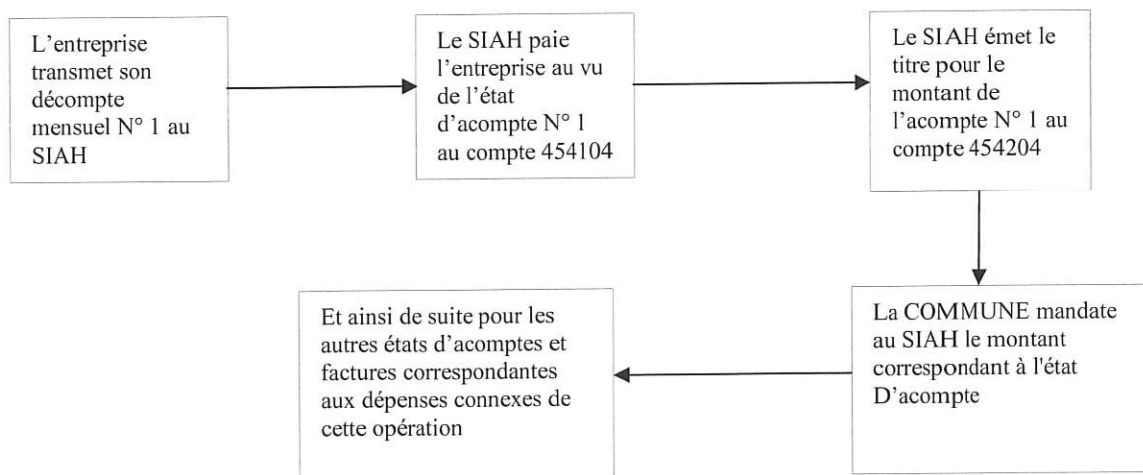 L'entreprise
transmet son
décompte
mensuel N° 1 au
SIAH
Le SIAH paie
l'entreprise au vu
de l'état
d'acompte N° 1
au compte 454104
Le SIAH émet le
titre pour le
montant de
l'acompte N° 1 au
compte 454204
La COMMUNE mandate
au SIAH le montant
correspondant à l'état
D'acompte
Et ainsi de suite pour les
autres états d'acomptes et
factures correspondantes
aux dépenses connexes de
cette opération